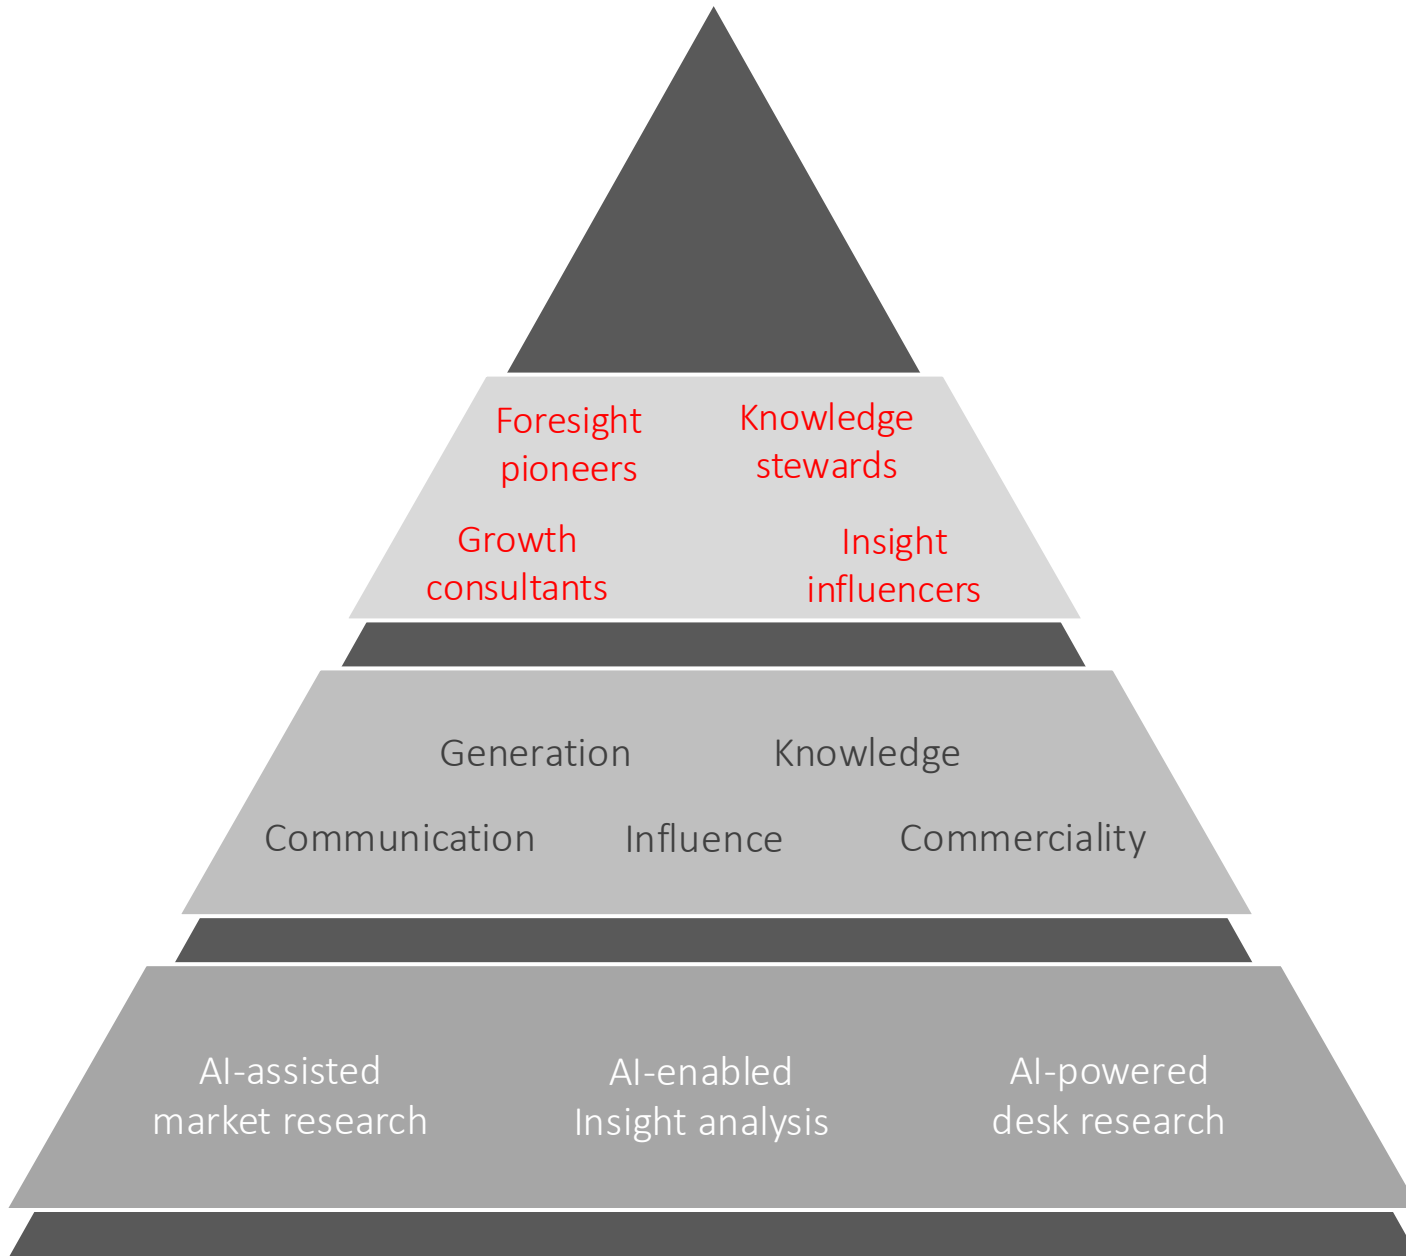 Foresight
pioneers
Knowledge
stewards
Growth
consultants
Insight
influencers
Generation
Knowledge
Communication
Influence
Commerciality
AI-assisted
market research
AI-enabled
Insight analysis
AI-powered
desk research